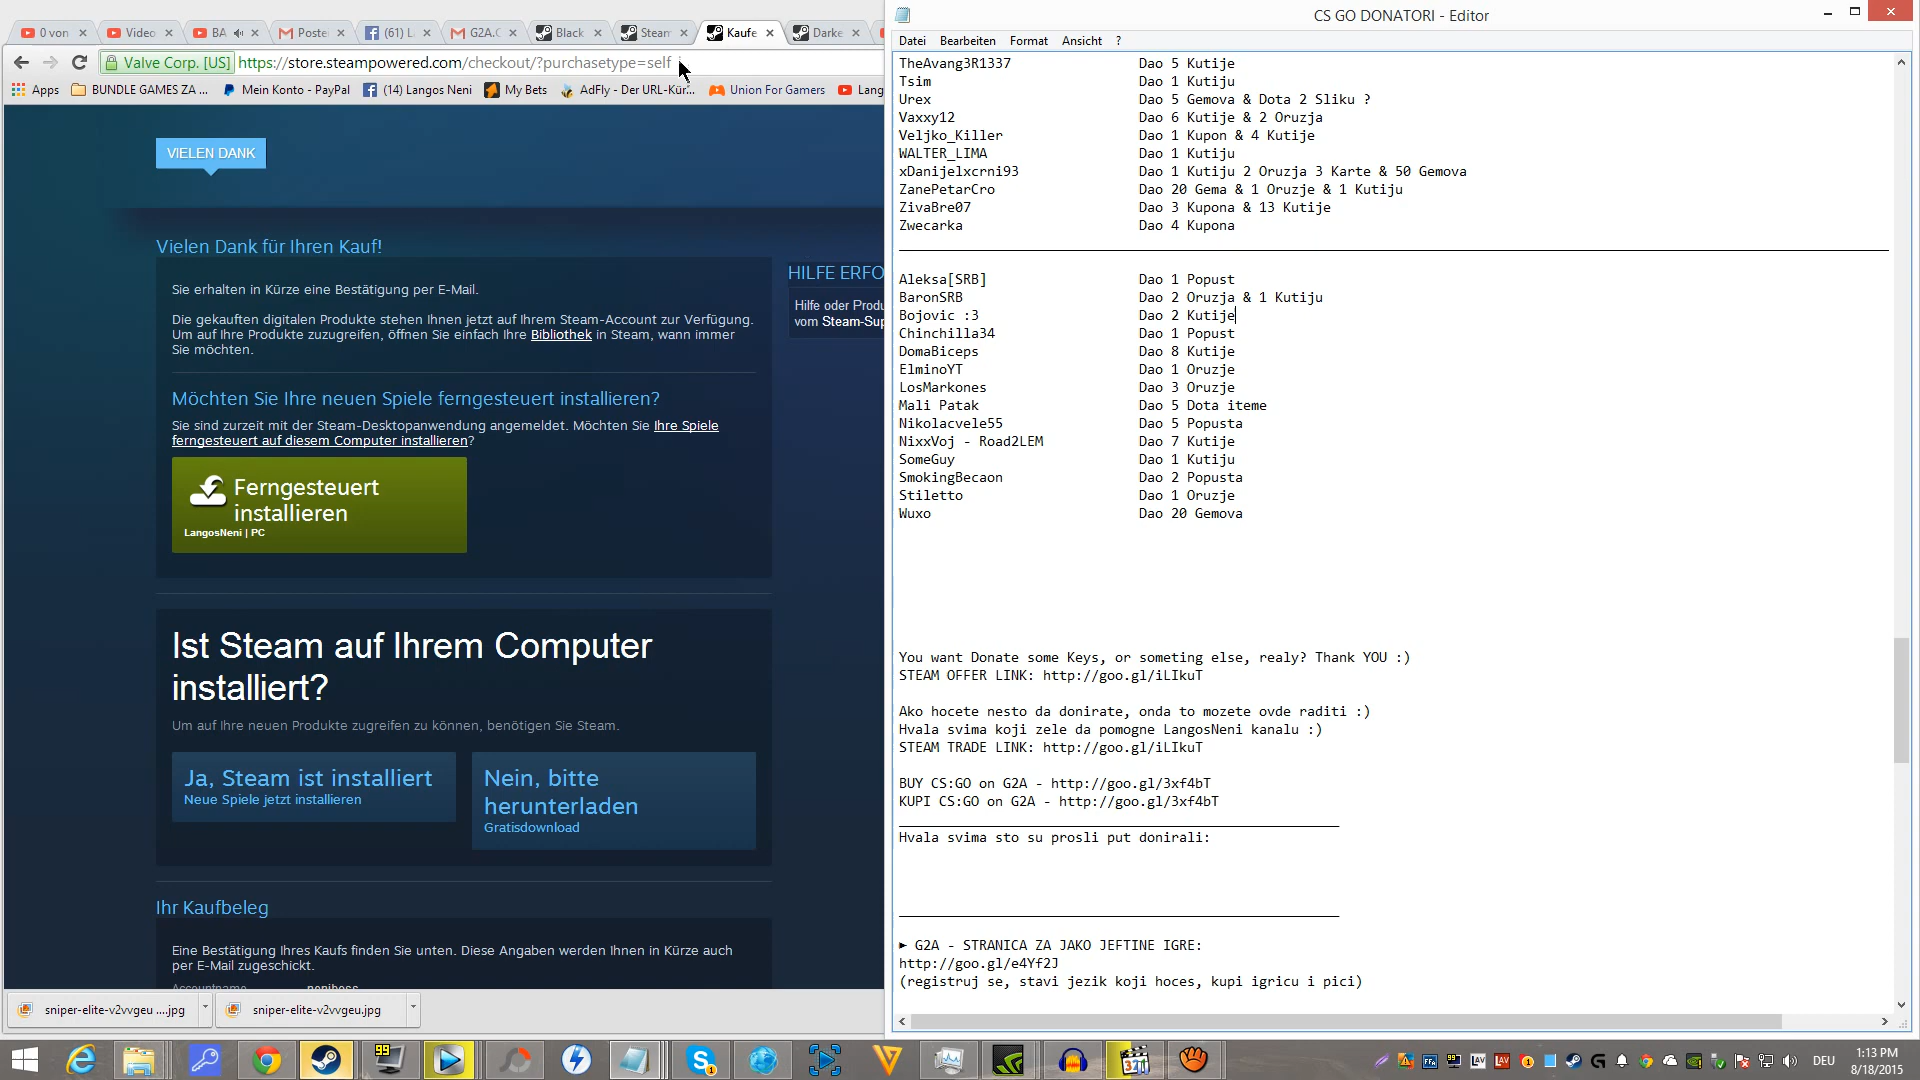 0 von
Video
BA
Postei
(61) L
G2A.C
Black
Steam
Kaufe
Darke
Valve Corp. [US] https://store.steampowered.com/checkout/?purchasetype=self
Apps
BUNDLE GAMES ZA ...
Mein Konto - PayPal
(14) Langos Neni
My Bets
AdFly - Der URL-Kür...
Union For Gamers
Lango
VIELEN DANK
Vielen Dank für Ihren Kauf!
Sie erhalten in Kürze eine Bestätigung per E-Mail.
Die gekauften digitalen Produkte stehen Ihnen jetzt auf Ihrem Steam-Account zur Verfügung.
Um auf Ihre Produkte zuzugreifen, öffnen Sie einfach Ihre Bibliothek in Steam, wann immer
Sie möchten.
Möchten Sie Ihre neuen Spiele ferngesteuert installieren?
Sie sind zurzeit mit der Steam-Desktopanwendung angemeldet. Möchten Sie Ihre Spiele
ferngesteuert auf diesem Computer installieren?
Ferngesteuert
installieren
LangosNeni | PC
HILFE ERFO
Hilfe oder Produ
vom Steam-Sup
Ist Steam auf Ihrem Computer
installiert?
Um auf Ihre neuen Produkte zugreifen zu können, benötigen Sie Steam.
Ja, Steam ist installiert
Neue Spiele jetzt installieren
Nein, bitte
herunterladen
Gratisdownload
Ihr Kaufbeleg
Eine Bestätigung Ihres Kaufs finden Sie unten. Diese Angaben werden Ihnen in Kürze auch
per E-Mail zugeschickt.
Accountname neniboss
sniper-elite-v2vvgeu ....jpg
sniper-elite-v2vvgeu.jpg
CS GO DONATORI - Editor
Datei Bearbeiten Format Ansicht ?
TheAvang3R1337 Dao 5 Kutije
Tsim Dao 1 Kutiju
Urex Dao 5 Gemova & Dota 2 Sliku ?
Vaxxy12 Dao 6 Kutije & 2 Oruzja
Veljko_Killer Dao 1 Kupon & 4 Kutije
WALTER_LIMA Dao 1 Kutiju
xDanijelxcrni93 Dao 1 Kutiju 2 Oruzja 3 Karte & 50 Gemova
ZanePetarCro Dao 20 Gema & 1 Oruzje & 1 Kutiju
ZivaBre07 Dao 3 Kupona & 13 Kutije
Zwecarka Dao 4 Kupona
Aleksa[SRB] Dao 1 Popust
BaronSRB Dao 2 Oruzja & 1 Kutiju
Bojovic :3 Dao 2 Kutije
Chinchilla34 Dao 1 Popust
DomaBiceps Dao 8 Kutije
ElminoYT Dao 1 Oruzje
LosMarkones Dao 3 Oruzje
Mali Patak Dao 5 Dota iteme
Nikolacvele55 Dao 5 Popusta
NixxVoj - Road2LEM Dao 7 Kutije
SomeGuy Dao 1 Kutiju
SmokingBecaon Dao 2 Popusta
Stiletto Dao 1 Oruzje
Wuxo Dao 20 Gemova
You want Donate some Keys, or someting else, realy? Thank YOU :)
STEAM OFFER LINK: http://goo.gl/iLIkuT
Ako hocete nesto da donirate, onda to mozete ovde raditi :)
Hvala svima koji zele da pomogne LangosNeni kanalu :)
STEAM TRADE LINK: http://goo.gl/iLIkuT
BUY CS:GO on G2A - http://goo.gl/3xf4bT
KUPI CS:GO on G2A - http://goo.gl/3xf4bT
Hvala svima sto su prosli put donirali:
► G2A - STRANICA ZA JAKO JEFTINE IGRE:
http://goo.gl/e4Yf2J
(registruj se, stavi jezik koji hoces, kupi igricu i pici)
DEU
1:13 PM
8/18/2015